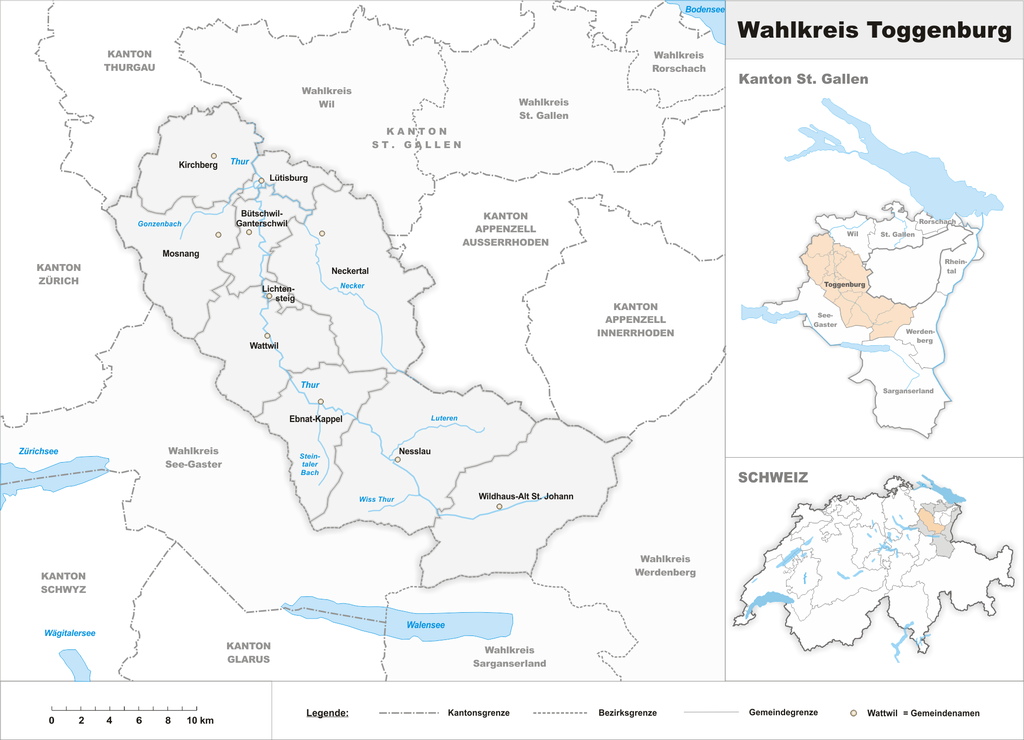 Wahlkreis Toggenburg
Bodensee
KANTON
THURGAU
Wahlkreis
Wil
Wahlkreis
Rorschach
Wahlkreis
St. Gallen
KANTON
ST. GALLEN
Kirchberg
Thur
Lütisburg
Bütschwil-
Ganterschwil
Gonzenbach
Mosnang
KANTON
APPENZELL
AUSSERRHODEN
Neckertal
Necker
KANTON
ZÜRICH
Lichten-
steig
Wattwil
KANTON
APPENZELL
INNERRHODEN
Thur
Ebnat-Kappel
Luteren
Nesslau
Stein-
taler
Bach
Wiss Thur
Wildhaus-Alt St. Johann
Zürichsee
Wahlkreis
See-Gaster
KANTON
SCHWYZ
Wägitalersee
Wahlkreis
Werdenberg
Walensee
KANTON
GLARUS
Wahlkreis
Sarganserland
Kanton St. Gallen
Wil
St. Gallen
Rorschach
Rhein-
tal
Toggenburg
See-
Gaster
Werden-
berg
Sarganserland
SCHWEIZ
0 2 4 6 8 10 km
Legende:
Kantonsgrenze
Bezirksgrenze
Gemeindegrenze
Wattwil = Gemeindenamen